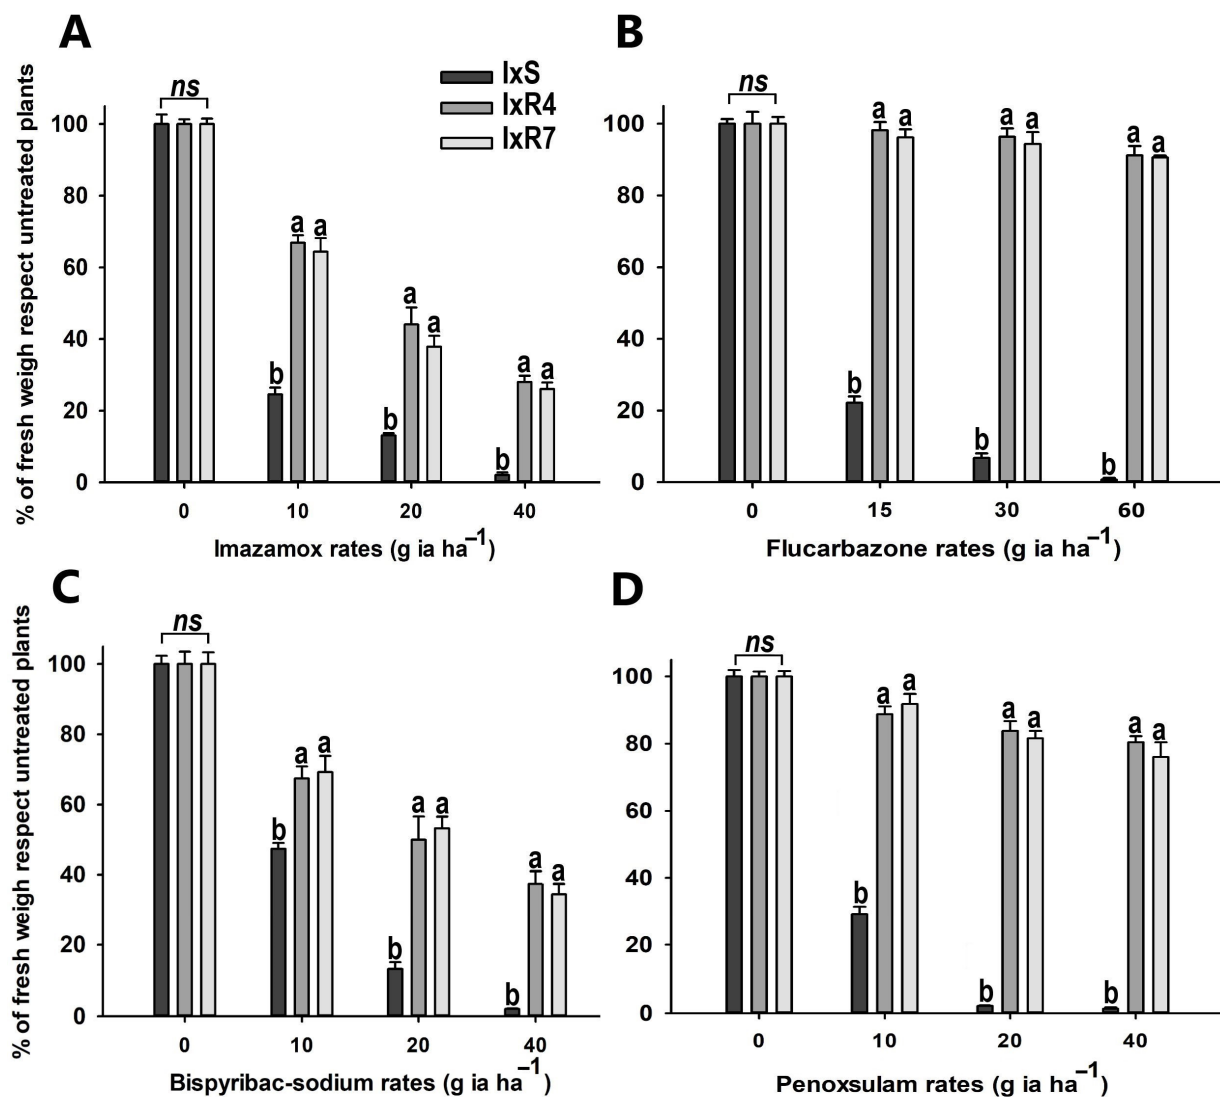 A
ns
IxS
IxR4
IxR7
% of fresh weigh respect untreated plants
100
80
60
40
20
0
a a
b
a
a
b
a a
b
0 10 20 40
Imazamox rates (g ia ha–1)
B
ns
100
80
60
40
20
0
a a
b
a a
b
a a
b
0 15 30 60
Flucarbazone rates (g ia ha–1)
C
ns
% of fresh weigh respect untreated plants
100
80
60
40
20
0
a a
b
a a
b
a a
b
0 10 20 40
Bispyribac-sodium rates (g ia ha–1)
D
ns
100
80
60
40
20
0
a a
b
a a
b
a a
b
0 10 20 40
Penoxsulam rates (g ia ha–1)